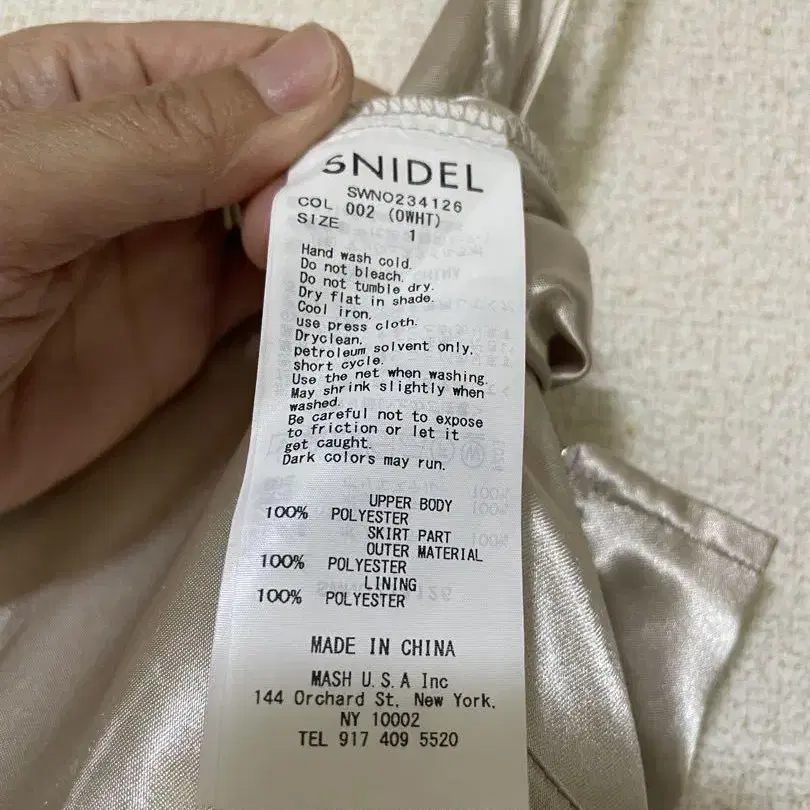 SNIDEL
SWNO234126
COL 002 (OWHT)
SIZE 1
Hand wash cold.
Do not bleach.
Do not tumble dry.
Dry flat in shade.
Cool iron.
use press cloth.
Dryclean.
petroleum solvent only.
short cycle.
Use the net when washing.
May shrink slightly when
washed.
Be careful not to expose
to friction or let it
get caught.
Dark colors may run.
UPPER BODY
100% POLYESTER
SKIRT PART
OUTER MATERIAL
100% POLYESTER
LINING
100% POLYESTER
MADE IN CHINA
MASH U.S.A Inc
144 Orchard St, New York,
NY 10002
TEL 917 409 5520